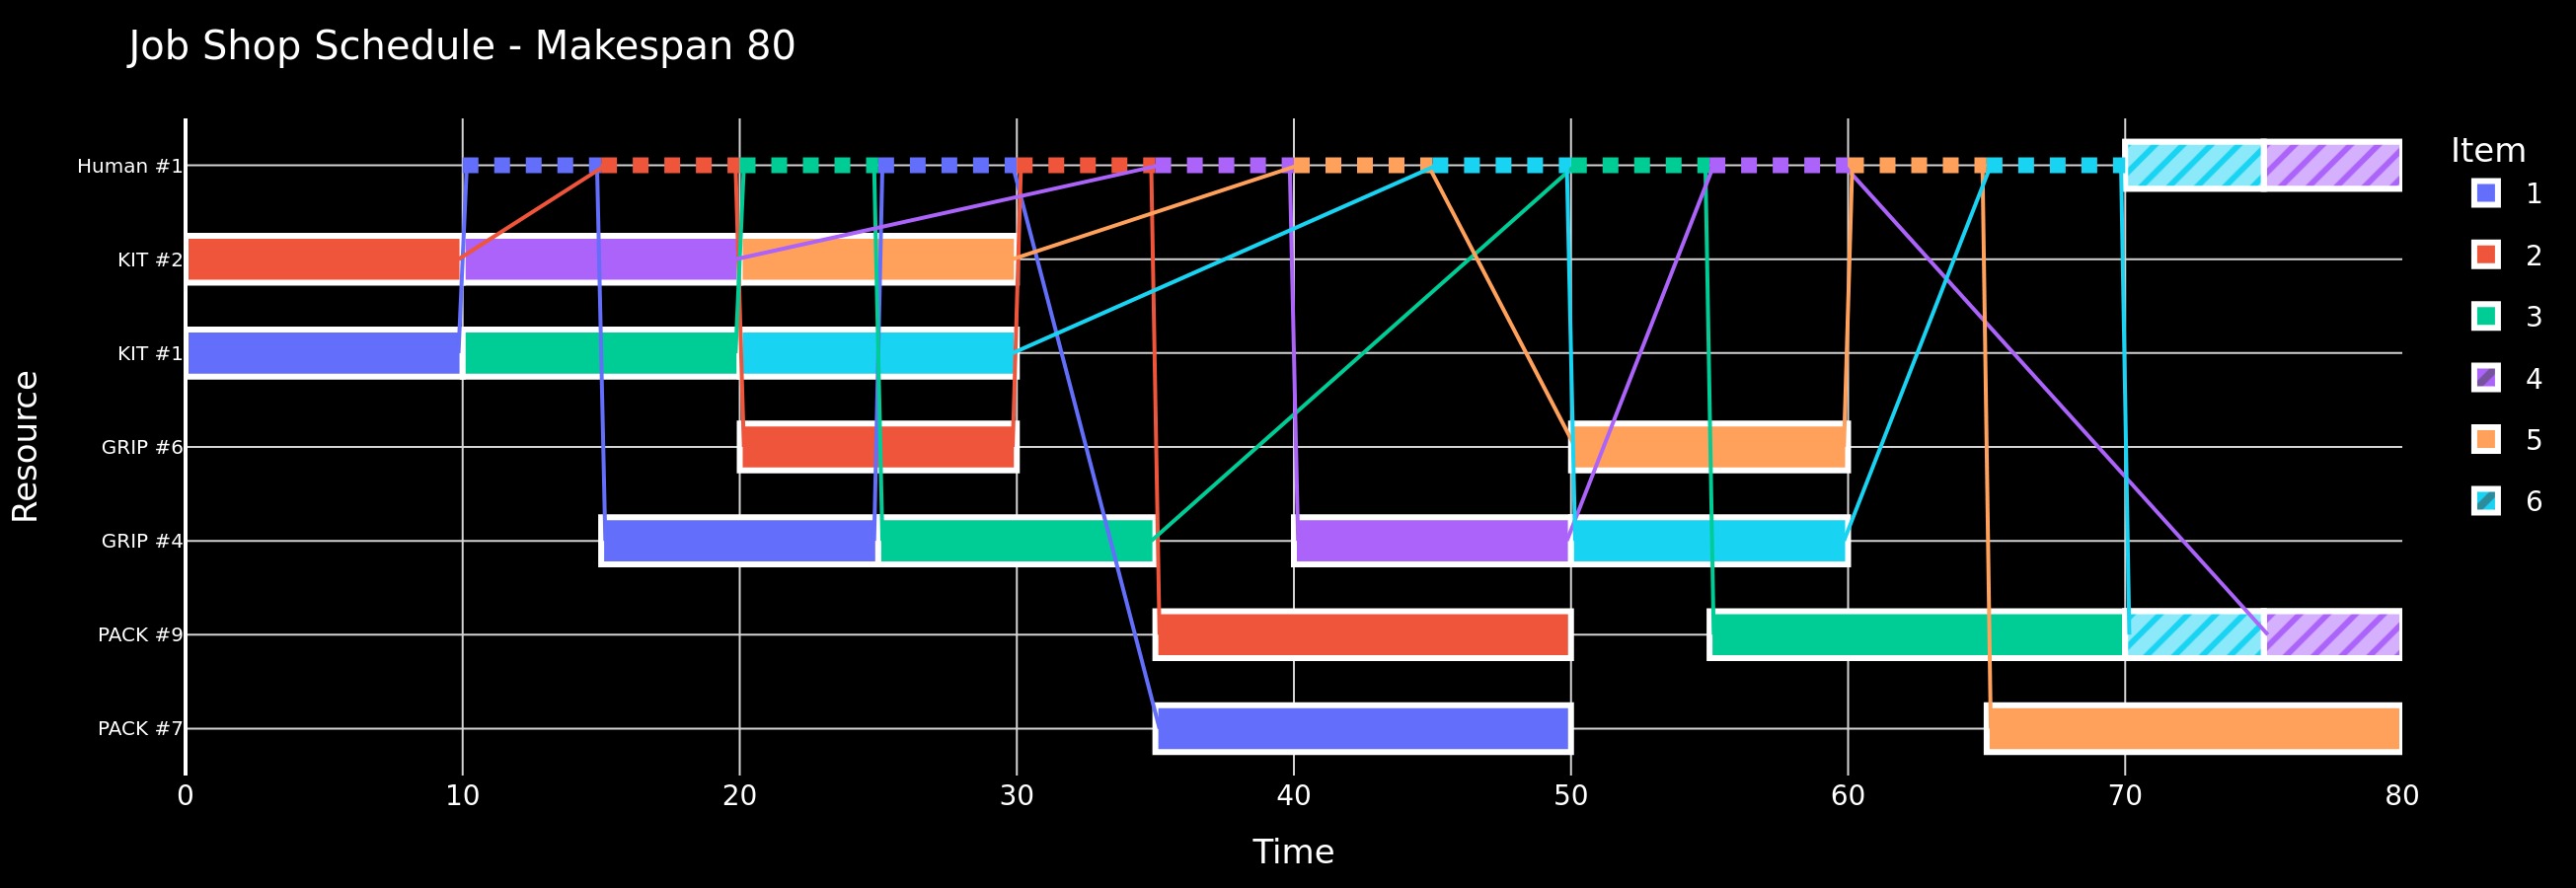 Job Shop Schedule - Makespan 80
Human #1
KIT #2
KIT #1
GRIP #6
GRIP #4
PACK #9
PACK #7
Resource
0 10 20 30 40 50 60 70 80
Time
Item
1
2
3
4
5
6